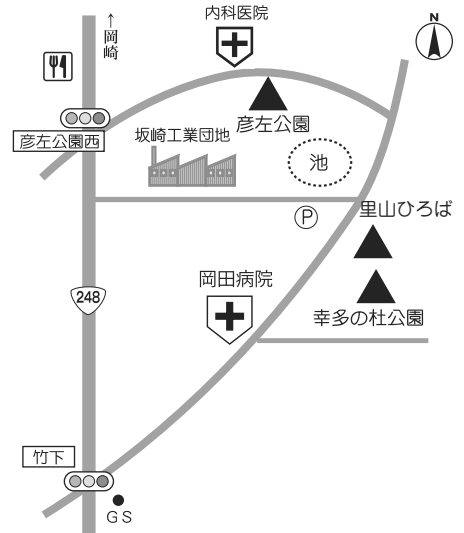 内科医院
N
↑岡崎
彦左公園
彦左公園西
坂崎工業団地
池
P
里山ひろば
岡田病院
248
幸多の杜公園
竹下
GS